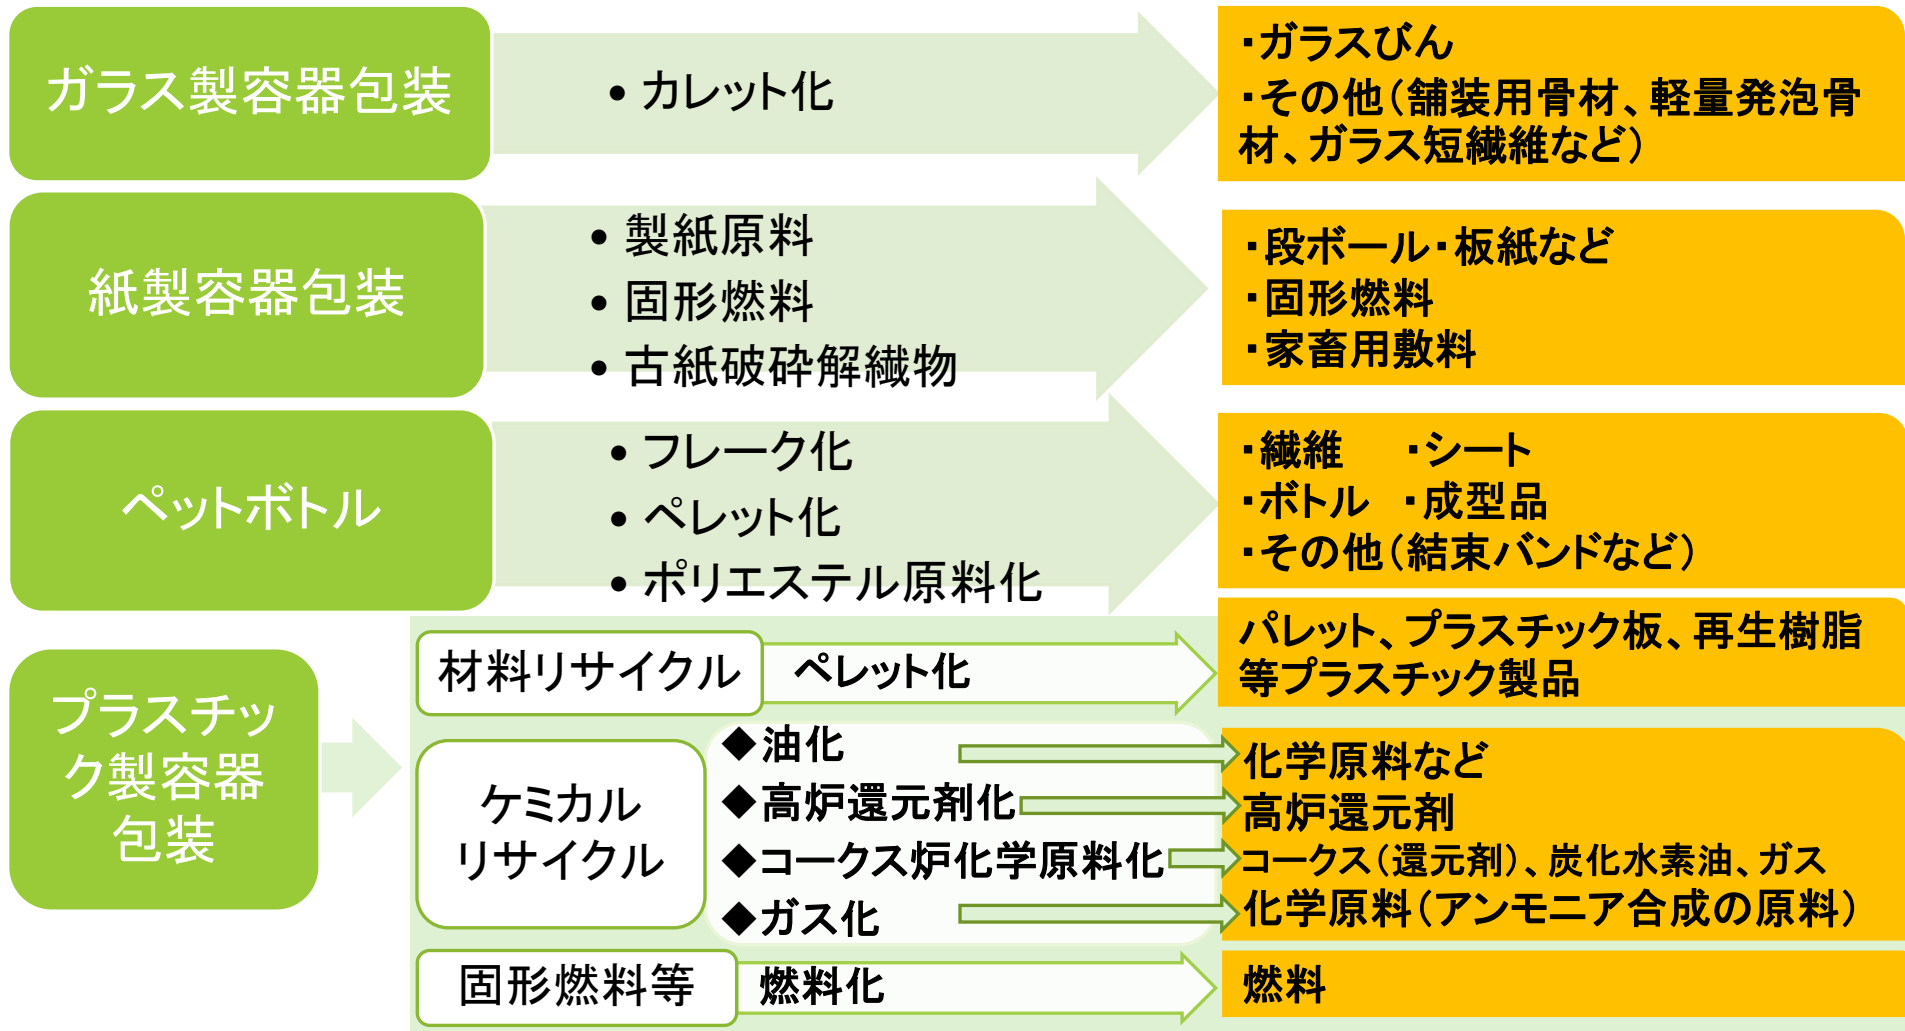 ガラス製容器包装
• カレット化
・ガラスびん
・その他（舗装用骨材、軽量発泡骨
材、ガラス短繊維など）
紙製容器包装
• 製紙原料
• 固形燃料
• 古紙破砕解繊物
・段ボール・板紙など
・固形燃料
・家畜用敷料
ペットボトル
• フレーク化
• ペレット化
• ポリエステル原料化
・繊維　・シート
・ボトル　・成型品
・その他（結束バンドなど）
プラスチッ
ク製容器
包装
材料リサイクル
ペレット化
パレット、プラスチック板、再生樹脂
等プラスチック製品
ケミカル
リサイクル
◆油化
◆高炉還元剤化
◆コークス炉化学原料化
◆ガス化
化学原料など
高炉還元剤
コークス（還元剤）、炭化水素油、ガス
化学原料（アンモニア合成の原料）
固形燃料等
燃料化
燃料